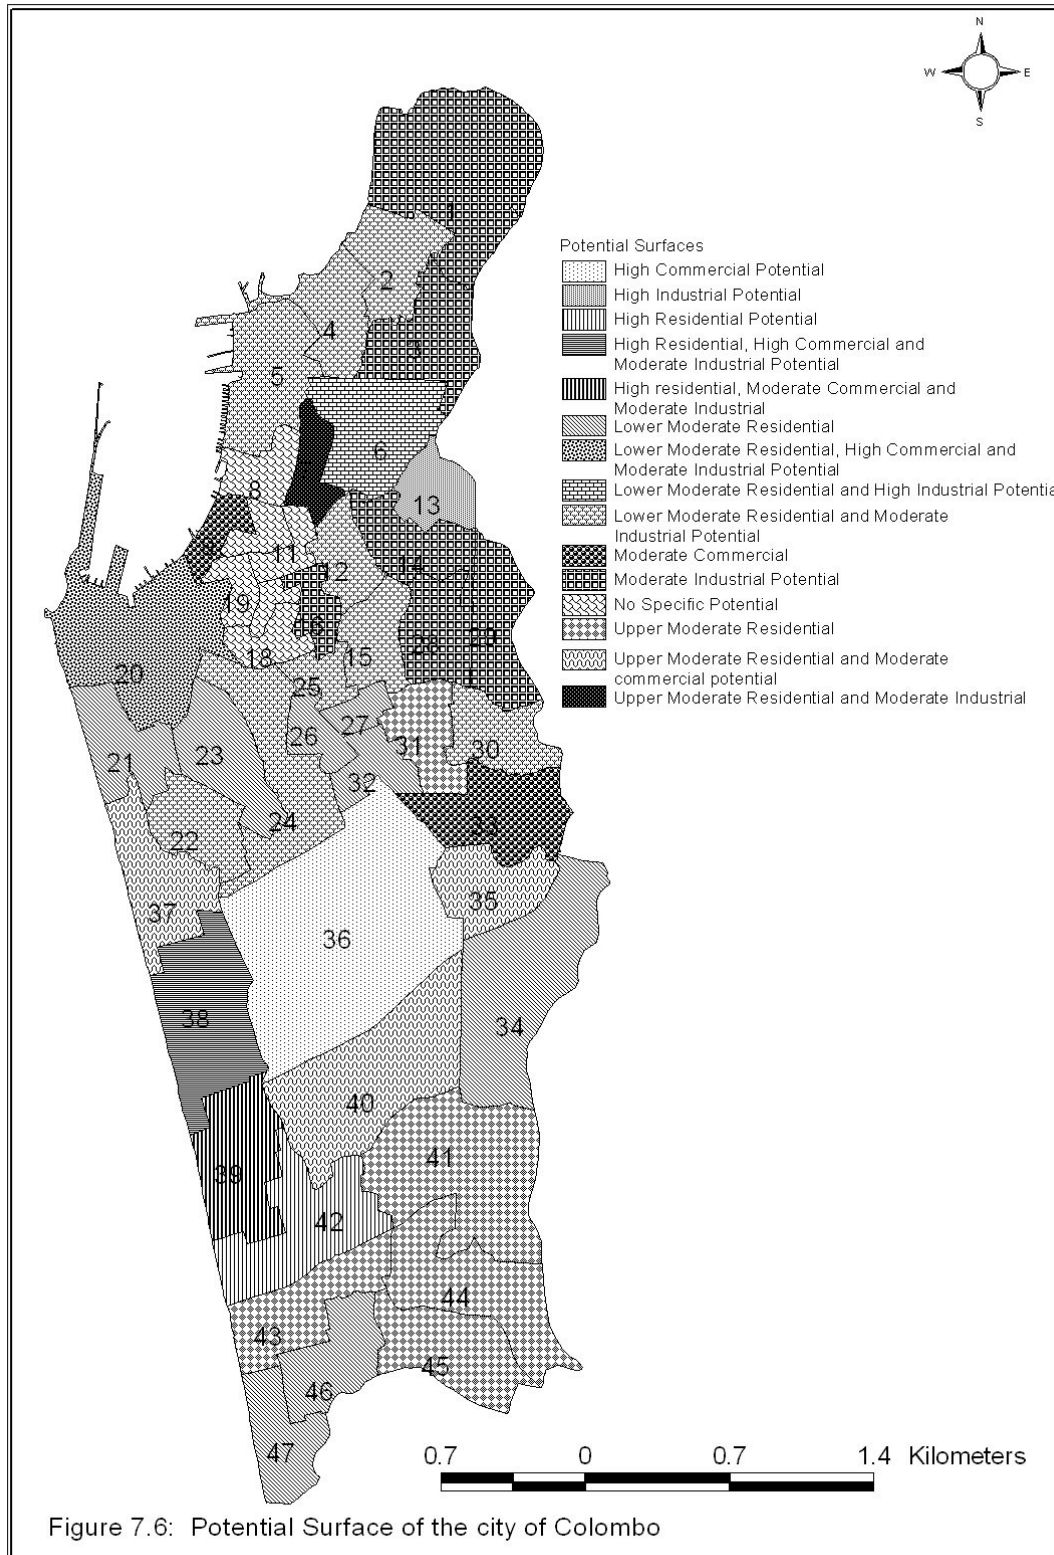 N
W E
S
1
2
3
4
5
6
8
13
11
14
12
19
16
18
15
28
29
20
25
26
27
31
30
21
23
32
24
22
33
35
37
36
38
34
40
39
41
42
44
43
45
46
47
Potential Surfaces
High Commercial Potential
High Industrial Potential
High Residential Potential
High Residential, High Commercial and
Moderate Industrial Potential
High residential, Moderate Commercial and
Moderate Industrial
Lower Moderate Residential
Lower Moderate Residential, High Commercial and
Moderate Industrial Potential
Lower Moderate Residential and High Industrial Potential
Lower Moderate Residential and Moderate
Industrial Potential
Moderate Commercial
Moderate Industrial Potential
No Specific Potential
Upper Moderate Residential
Upper Moderate Residential and Moderate
commercial potential
Upper Moderate Residential and Moderate Industrial
0.7 0 0.7 1.4 Kilometers
Figure 7.6: Potential Surface of the city of Colombo